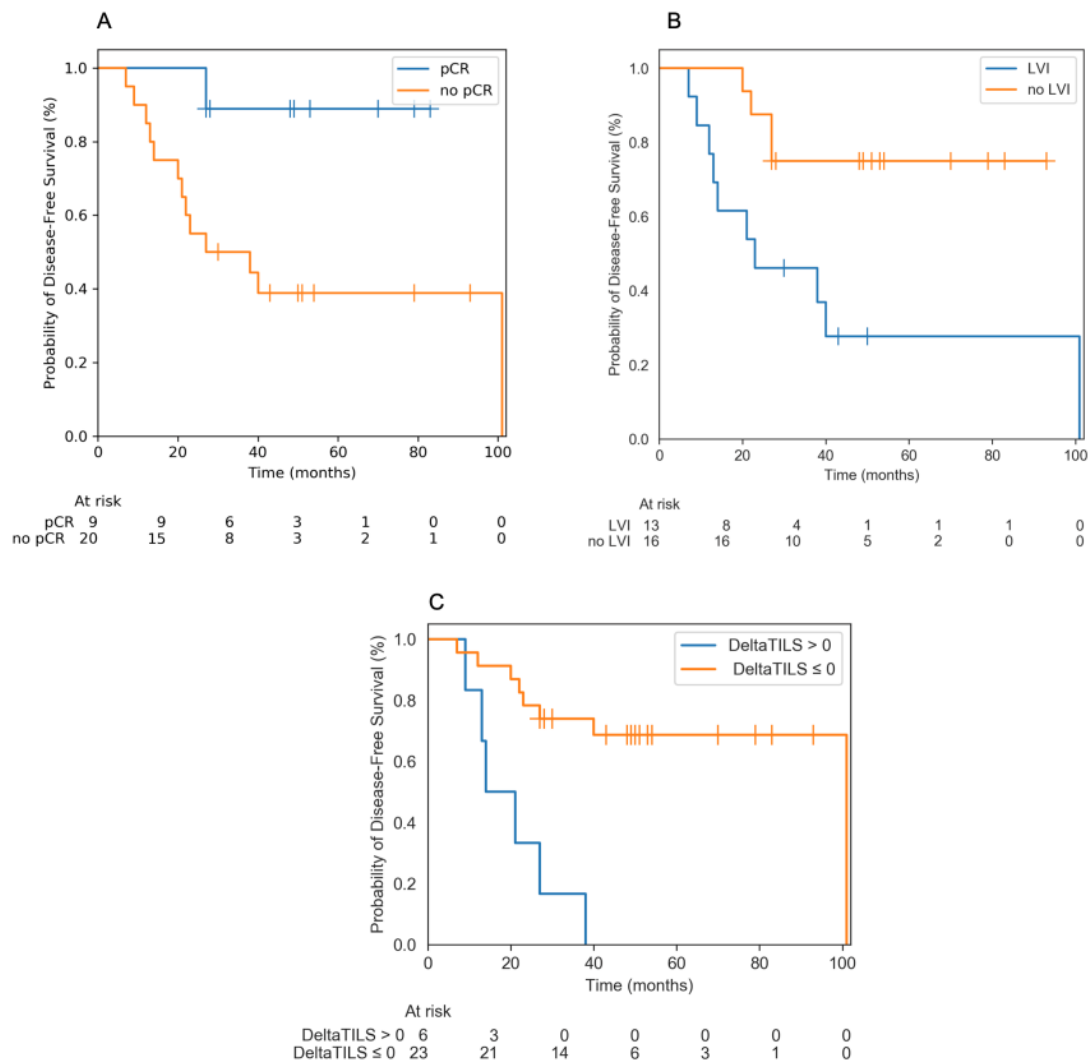 A
Probability of Disease-Free Survival (%)
1.0
0.8
0.6
0.4
0.2
0.0
pCR
no pCR
0 20 40 60 80 100
Time (months)
At risk
pCR 9 9 6 3 1 0 0
no pCR 20 15 8 3 2 1 0
B
Probability of Disease-Free Survival (%)
1.0
0.8
0.6
0.4
0.2
0.0
LVI
no LVI
0 20 40 60 80 100
Time (months)
At risk
LVI 13 8 4 1 1 1 0
no LVI 16 16 10 5 2 0 0
C
Probability of Disease-Free Survival (%)
1.0
0.8
0.6
0.4
0.2
0.0
DeltaTILS > 0
DeltaTILS ≤ 0
0 20 40 60 80 100
Time (months)
At risk
DeltaTILS > 0 6 3 0 0 0 0 0
DeltaTILS ≤ 0 23 21 14 6 3 1 0